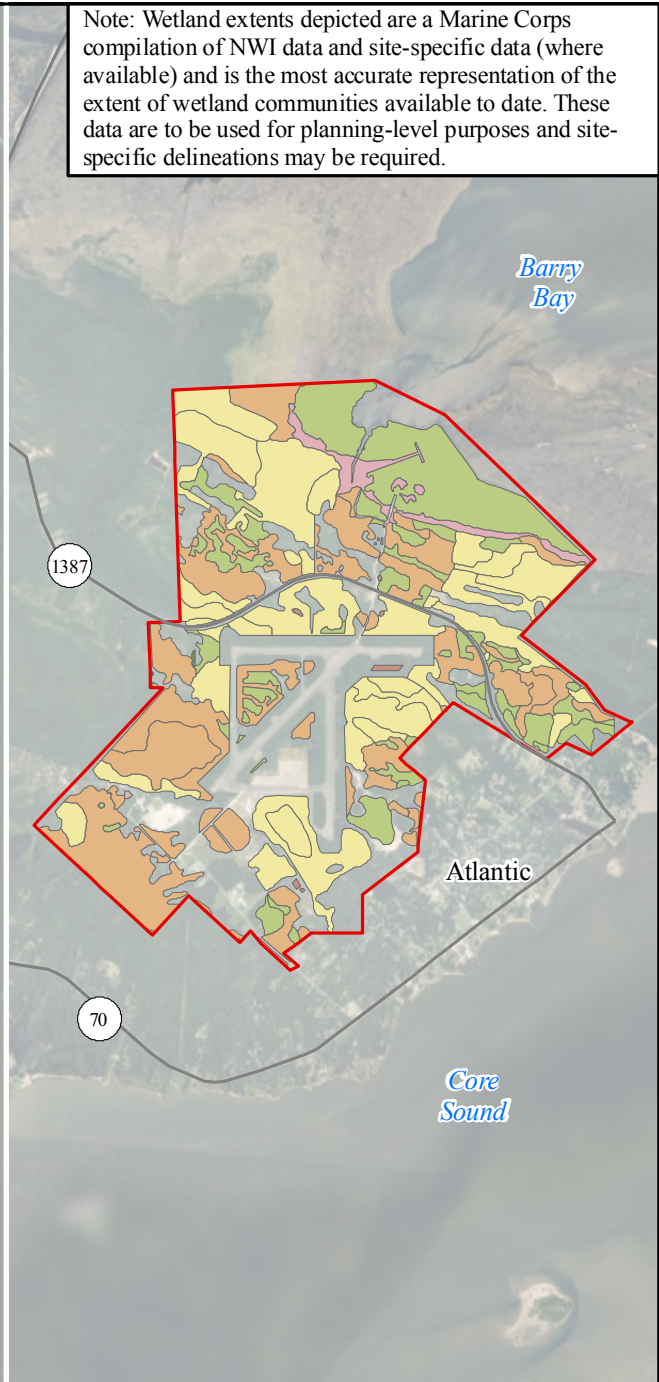 Note: Wetland extents depicted are a Marine Corps
compilation of NWI data and site-specific data (where
available) and is the most accurate representation of the
extent of wetland communities available to date. These
data are to be used for planning-level purposes and site-
specific delineations may be required.
Barry
Bay
1387
Atlantic
70
Core
Sound